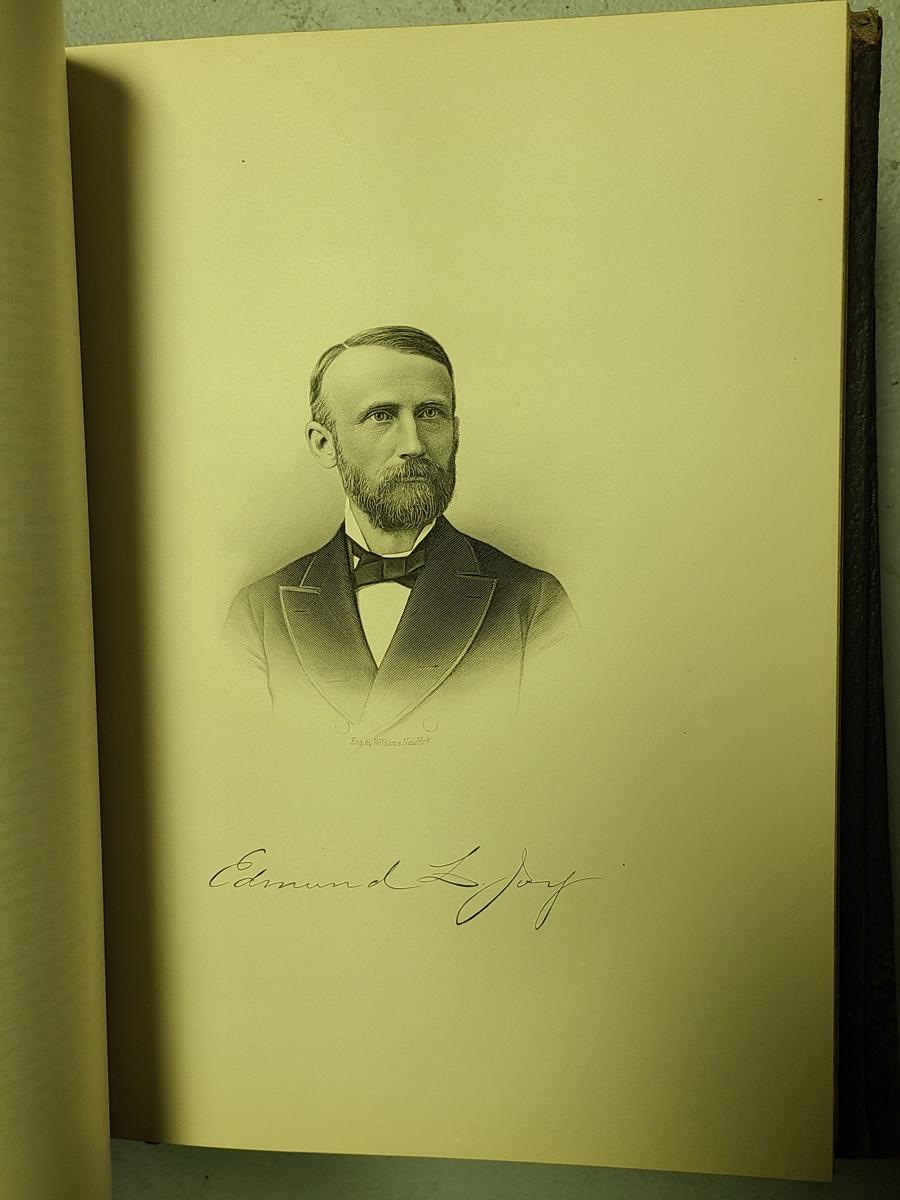 Eng. by Williams New York
Edmund L. Joy